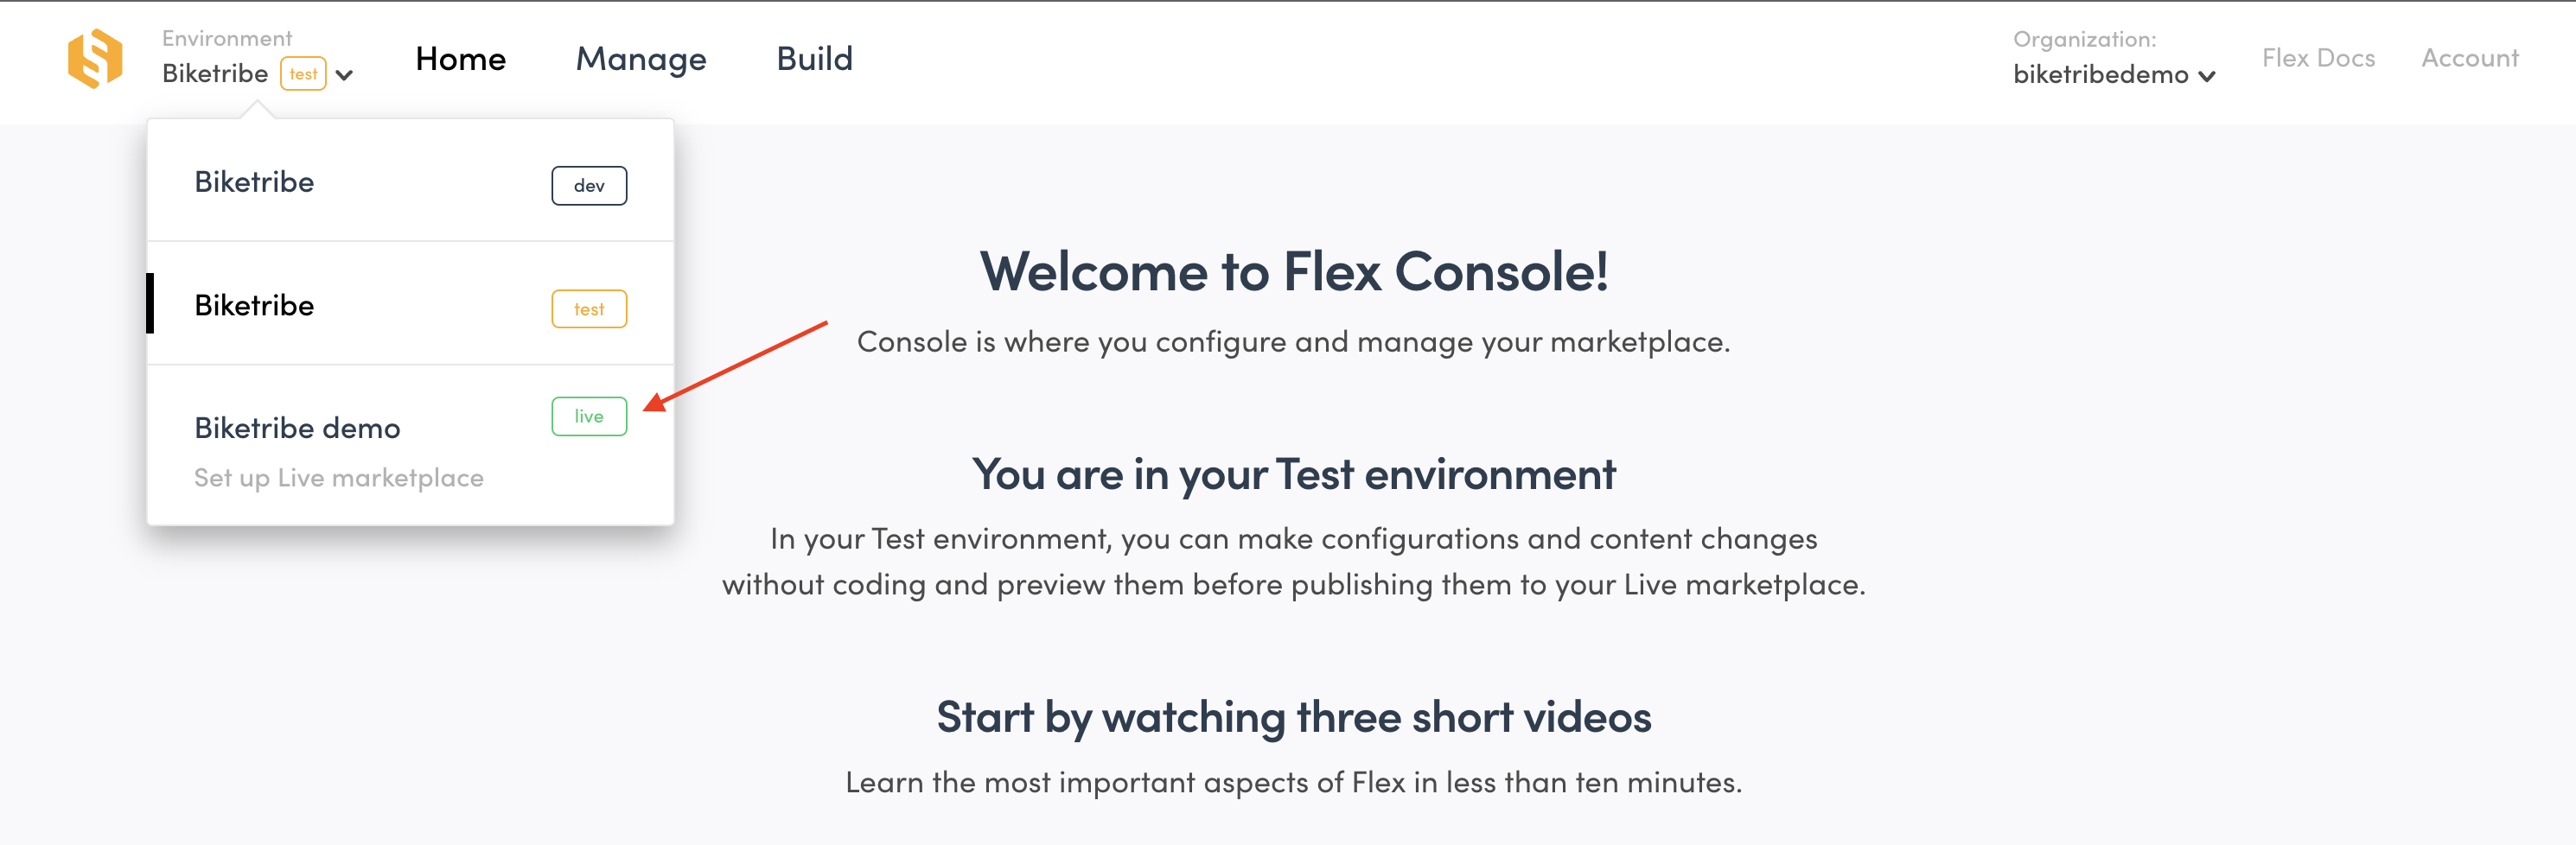 Environment
Biketribe test
Home
Manage
Build
Organization:
biketribedemo
Flex Docs
Account
Biketribe dev
Biketribe test
Biketribe demo live
Set up Live marketplace
Welcome to Flex Console!
Console is where you configure and manage your marketplace.
You are in your Test environment
In your Test environment, you can make configurations and content changes
without coding and preview them before publishing them to your Live marketplace.
Start by watching three short videos
Learn the most important aspects of Flex in less than ten minutes.